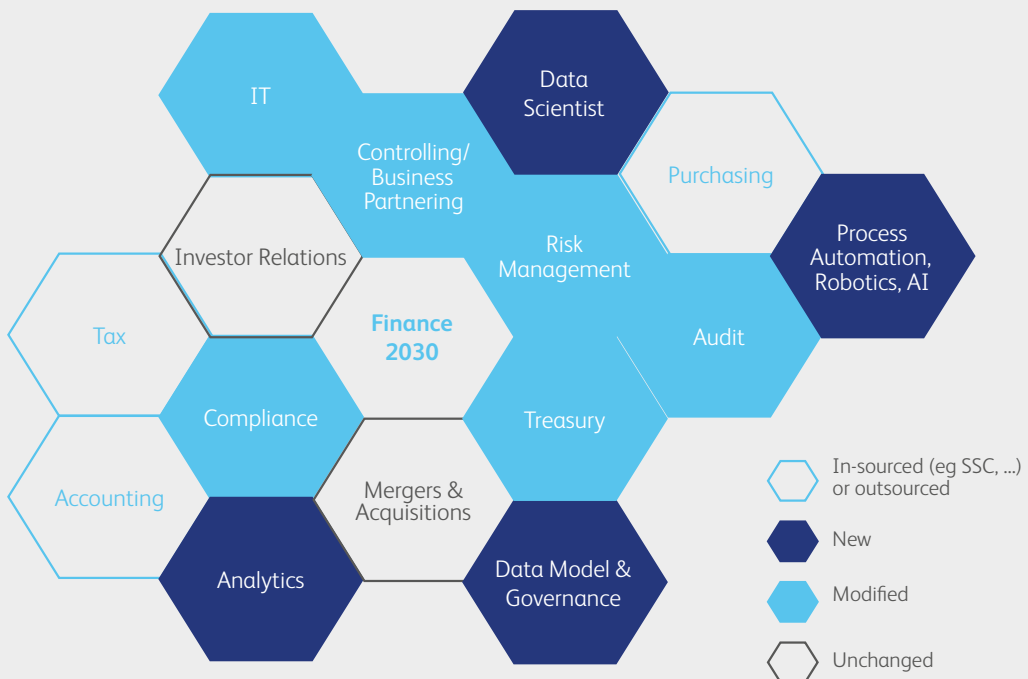 IT
Data
Scientist
Controlling/
Business
Partnering
Purchasing
Investor Relations
Risk
Management
Process
Automation,
Robotics, AI
Tax
Finance
2030
Audit
Compliance
Treasury
Accounting
Mergers &
Acquisitions
Analytics
Data Model &
Governance
In-sourced (eg SSC, ...)
or outsourced
New
Modified
Unchanged